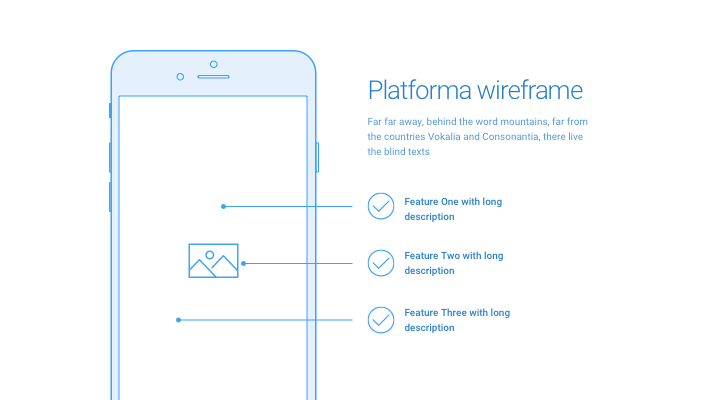 Platforma wireframe
Far far away, behind the word mountains, far from
the countries Vokalia and Consonantia, there live
the blind texts
Feature One with long
description
Feature Two with long
description
Feature Three with long
description